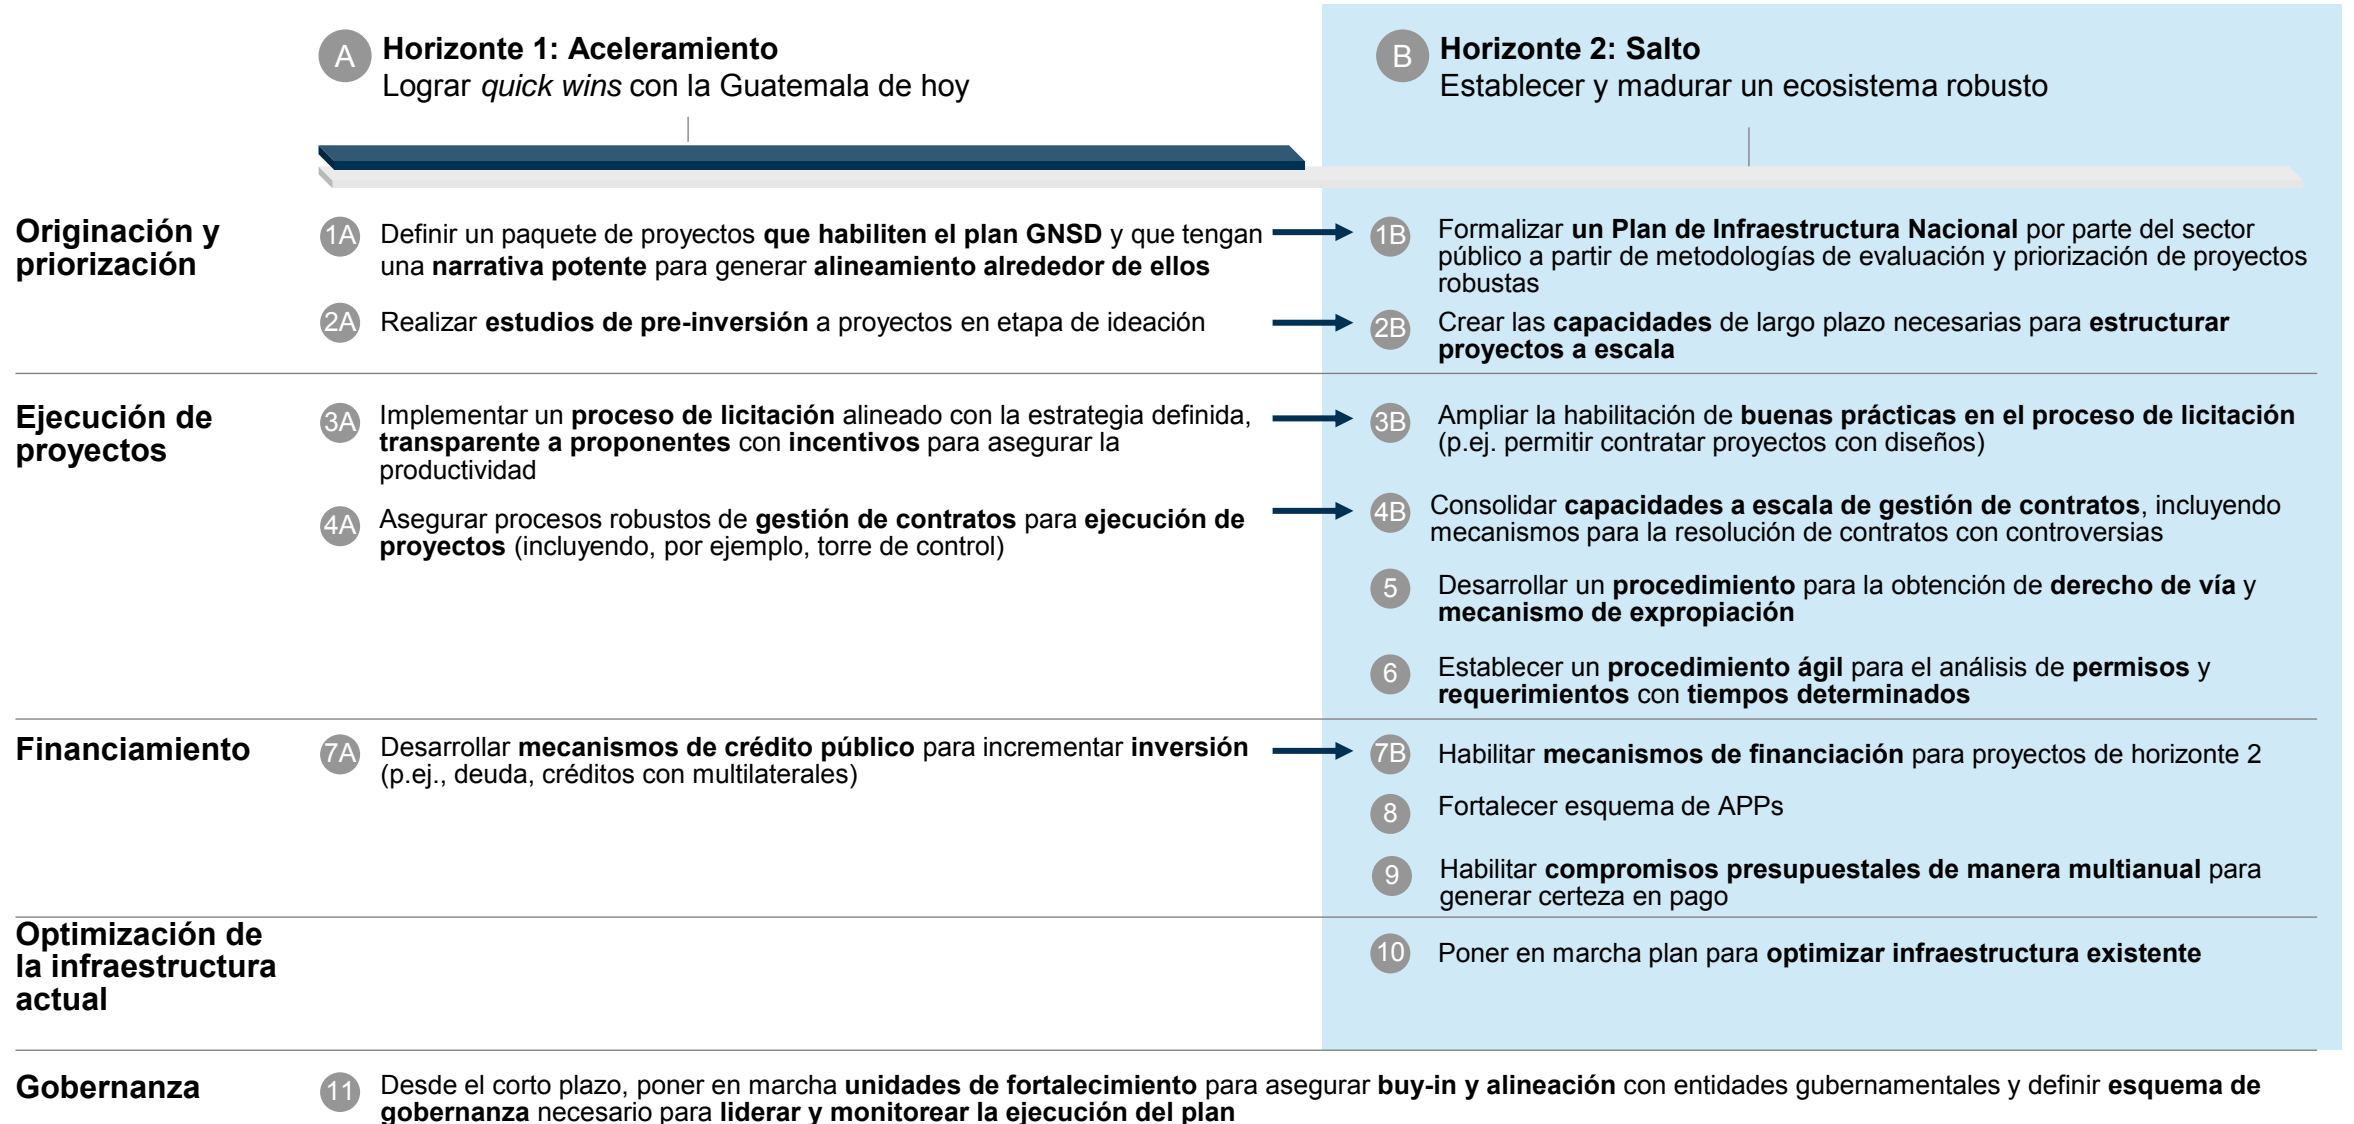 A
Horizonte 1: Aceleramiento
Lograr quick wins con la Guatemala de hoy
B
Horizonte 2: Salto
Establecer y madurar un ecosistema robusto
Originación y
priorización
1A
Definir un paquete de proyectos que habiliten el plan GNSD y que tengan
una narrativa potente para generar alineamiento alrededor de ellos
1B
Formalizar un Plan de Infraestructura Nacional por parte del sector
público a partir de metodologías de evaluación y priorización de proyectos
robustas
2A
Realizar estudios de pre-inversión a proyectos en etapa de ideación
2B
Crear las capacidades de largo plazo necesarias para estructurar
proyectos a escala
Ejecución de
proyectos
3A
Implementar un proceso de licitación alineado con la estrategia definida,
transparente a proponentes con incentivos para asegurar la
productividad
3B
Ampliar la habilitación de buenas prácticas en el proceso de licitación
(p.ej. permitir contratar proyectos con diseños)
4A
Asegurar procesos robustos de gestión de contratos para ejecución de
proyectos (incluyendo, por ejemplo, torre de control)
4B
Consolidar capacidades a escala de gestión de contratos, incluyendo
mecanismos para la resolución de contratos con controversias
5
Desarrollar un procedimiento para la obtención de derecho de vía y
mecanismo de expropiación
6
Establecer un procedimiento ágil para el análisis de permisos y
requerimientos con tiempos determinados
Financiamiento
7A
Desarrollar mecanismos de crédito público para incrementar inversión
(p.ej., deuda, créditos con multilaterales)
7B
Habilitar mecanismos de financiación para proyectos de horizonte 2
8
Fortalecer esquema de APPs
9
Habilitar compromisos presupuestales de manera multianual para
generar certeza en pago
Optimización de
la infraestructura
actual
10
Poner en marcha plan para optimizar infraestructura existente
Gobernanza
11
Desde el corto plazo, poner en marcha unidades de fortalecimiento para asegurar buy-in y alineación con entidades gubernamentales y definir esquema de
gobernanza necesario para liderar y monitorear la ejecución del plan